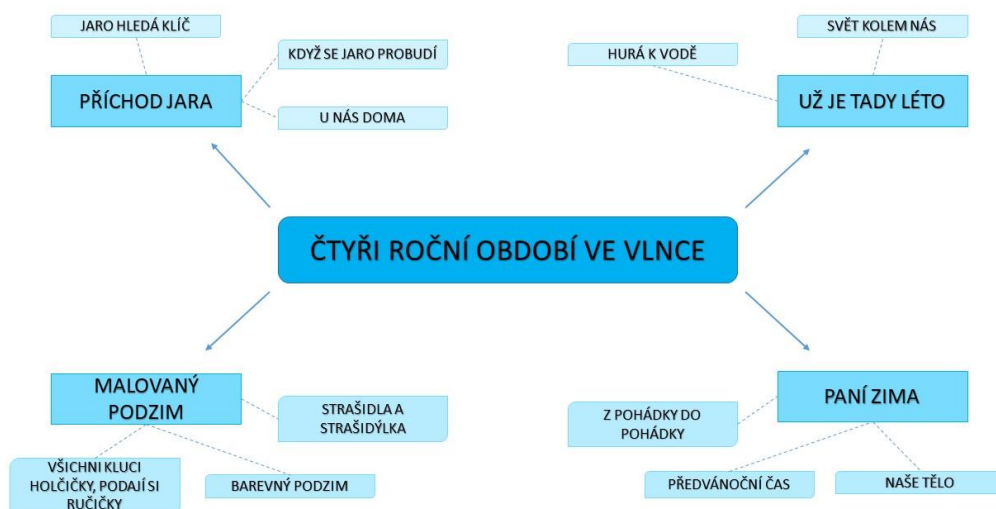 JARO HLEDÁ KLÍČ
KDYŽ SE JARO PROBUDÍ
PŘÍCHOD JARA
U NÁS DOMA
SVĚT KOLEM NÁS
HURÁ K VODĚ
UŽ JE TADY LÉTO
ČTYŘI ROČNÍ OBDOBÍ VE VLNCE
MALOVANÝ
PODZIM
STRAŠIDLA A
STRAŠIDÝLKA
VŠICHNI KLUCI
HOLČIČKY, PODAJÍ SI
RUČIČKY
BAREVNÝ PODZIM
PANÍ ZIMA
Z POHÁDKY DO
POHÁDKY
PŘEDVÁNOČNÍ ČAS
NAŠE TĚLO